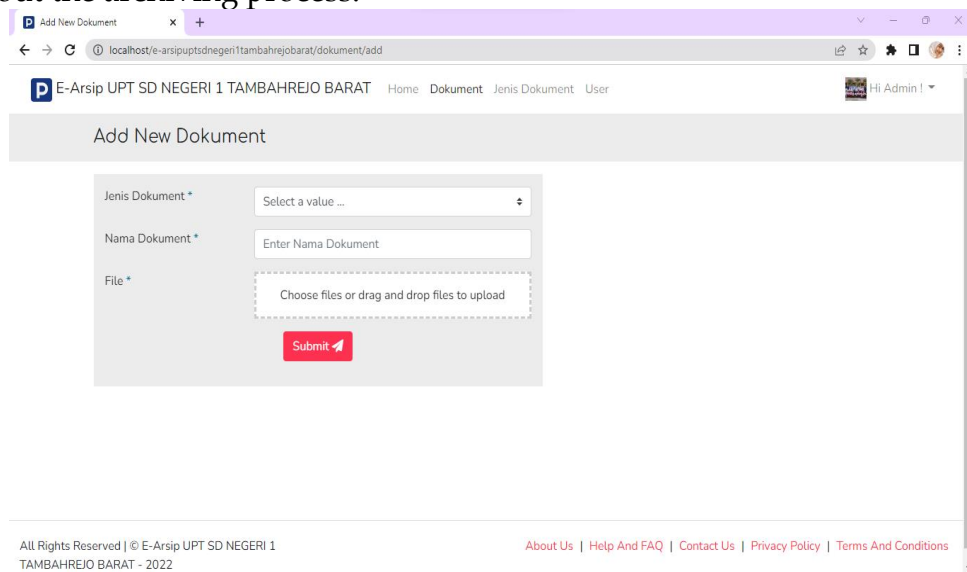 out the archiving process.
Add New Dokument
localhost/e-arsipuptsdnegeri1tambahrejobarat/dokument/add
E-Arsip UPT SD NEGERI 1 TAMBAHREJO BARAT Home Dokument Jenis Dokument User Hi Admin !
Add New Dokument
Jenis Dokument * Select a value ...
Nama Dokument * Enter Nama Dokument
File * Choose files or drag and drop files to upload
Submit
All Rights Reserved | © E-Arsip UPT SD NEGERI 1
TAMBAHREJO BARAT - 2022
About Us | Help And FAQ | Contact Us | Privacy Policy | Terms And Conditions